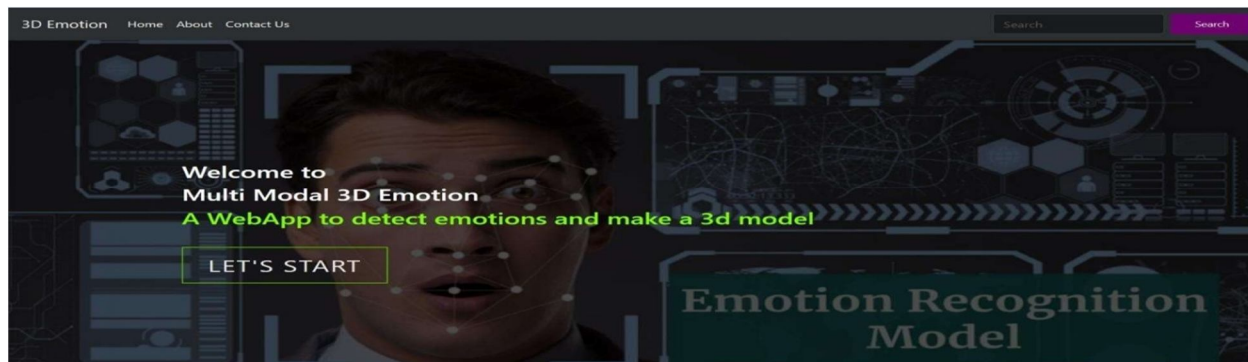 3D Emotion Home About Contact Us Search Search
Welcome to
Multi Modal 3D Emotion
A WebApp to detect emotions and make a 3d model
LET'S START
Emotion Recognition
Model